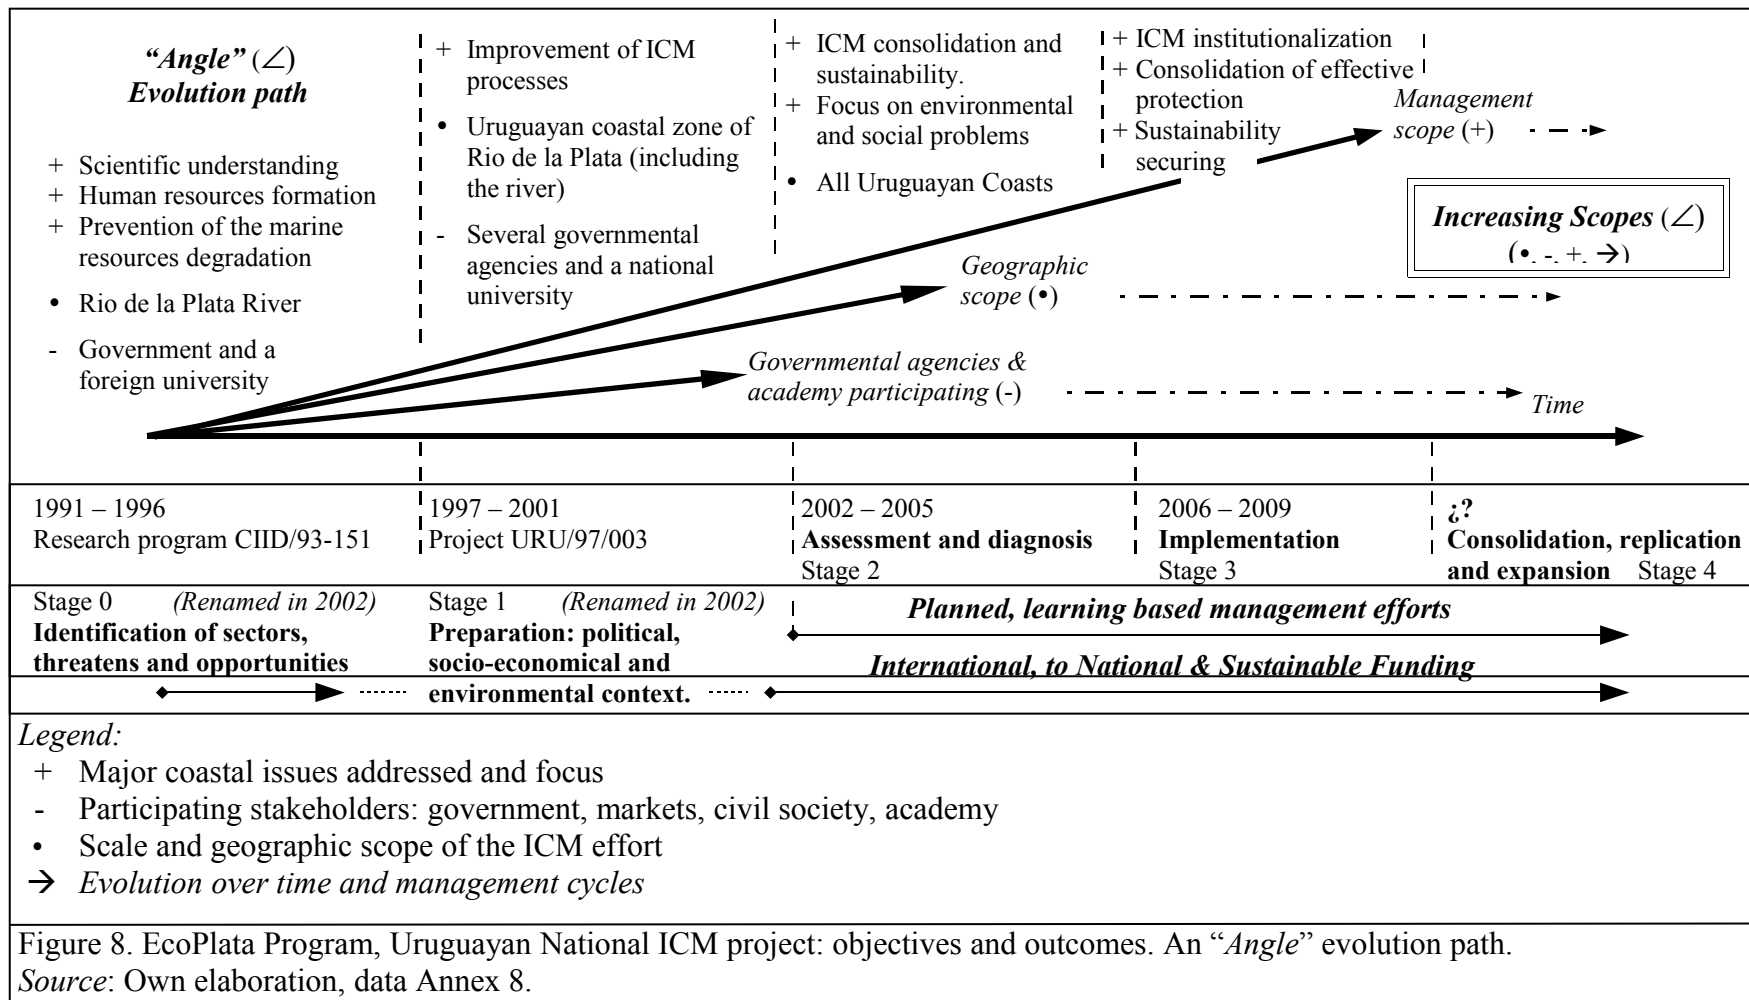 “Angle” (∠)
Evolution path
+ Scientific understanding
+ Human resources formation
+ Prevention of the marine
resources degradation
• Rio de la Plata River
- Government and a
foreign university
+ Improvement of ICM
processes
• Uruguayan coastal zone of
Rio de la Plata (including
the river)
- Several governmental
agencies and a national
university
+ ICM consolidation and
sustainability.
+ Focus on environmental
and social problems
• All Uruguayan Coasts
+ ICM institutionalization
+ Consolidation of effective
protection
+ Sustainability
securing
Management
scope (+)
Increasing Scopes (∠)
(•, -, +, →)
Geographic
scope (•)
Governmental agencies &
academy participating (-)
Time
1991 – 1996
Research program CIID/93-151
1997 – 2001
Project URU/97/003
2002 – 2005
Assessment and diagnosis
Stage 2
2006 – 2009
Implementation
Stage 3
¿?
Consolidation, replication
and expansion Stage 4
Stage 0 (Renamed in 2002)
Identification of sectors,
threatens and opportunities
Stage 1 (Renamed in 2002)
Preparation: political,
socio-economical and
environmental context.
Planned, learning based management efforts
International, to National & Sustainable Funding
Legend:
+ Major coastal issues addressed and focus
- Participating stakeholders: government, markets, civil society, academy
• Scale and geographic scope of the ICM effort
→ Evolution over time and management cycles
Figure 8. EcoPlata Program, Uruguayan National ICM project: objectives and outcomes. An “Angle” evolution path.
Source: Own elaboration, data Annex 8.